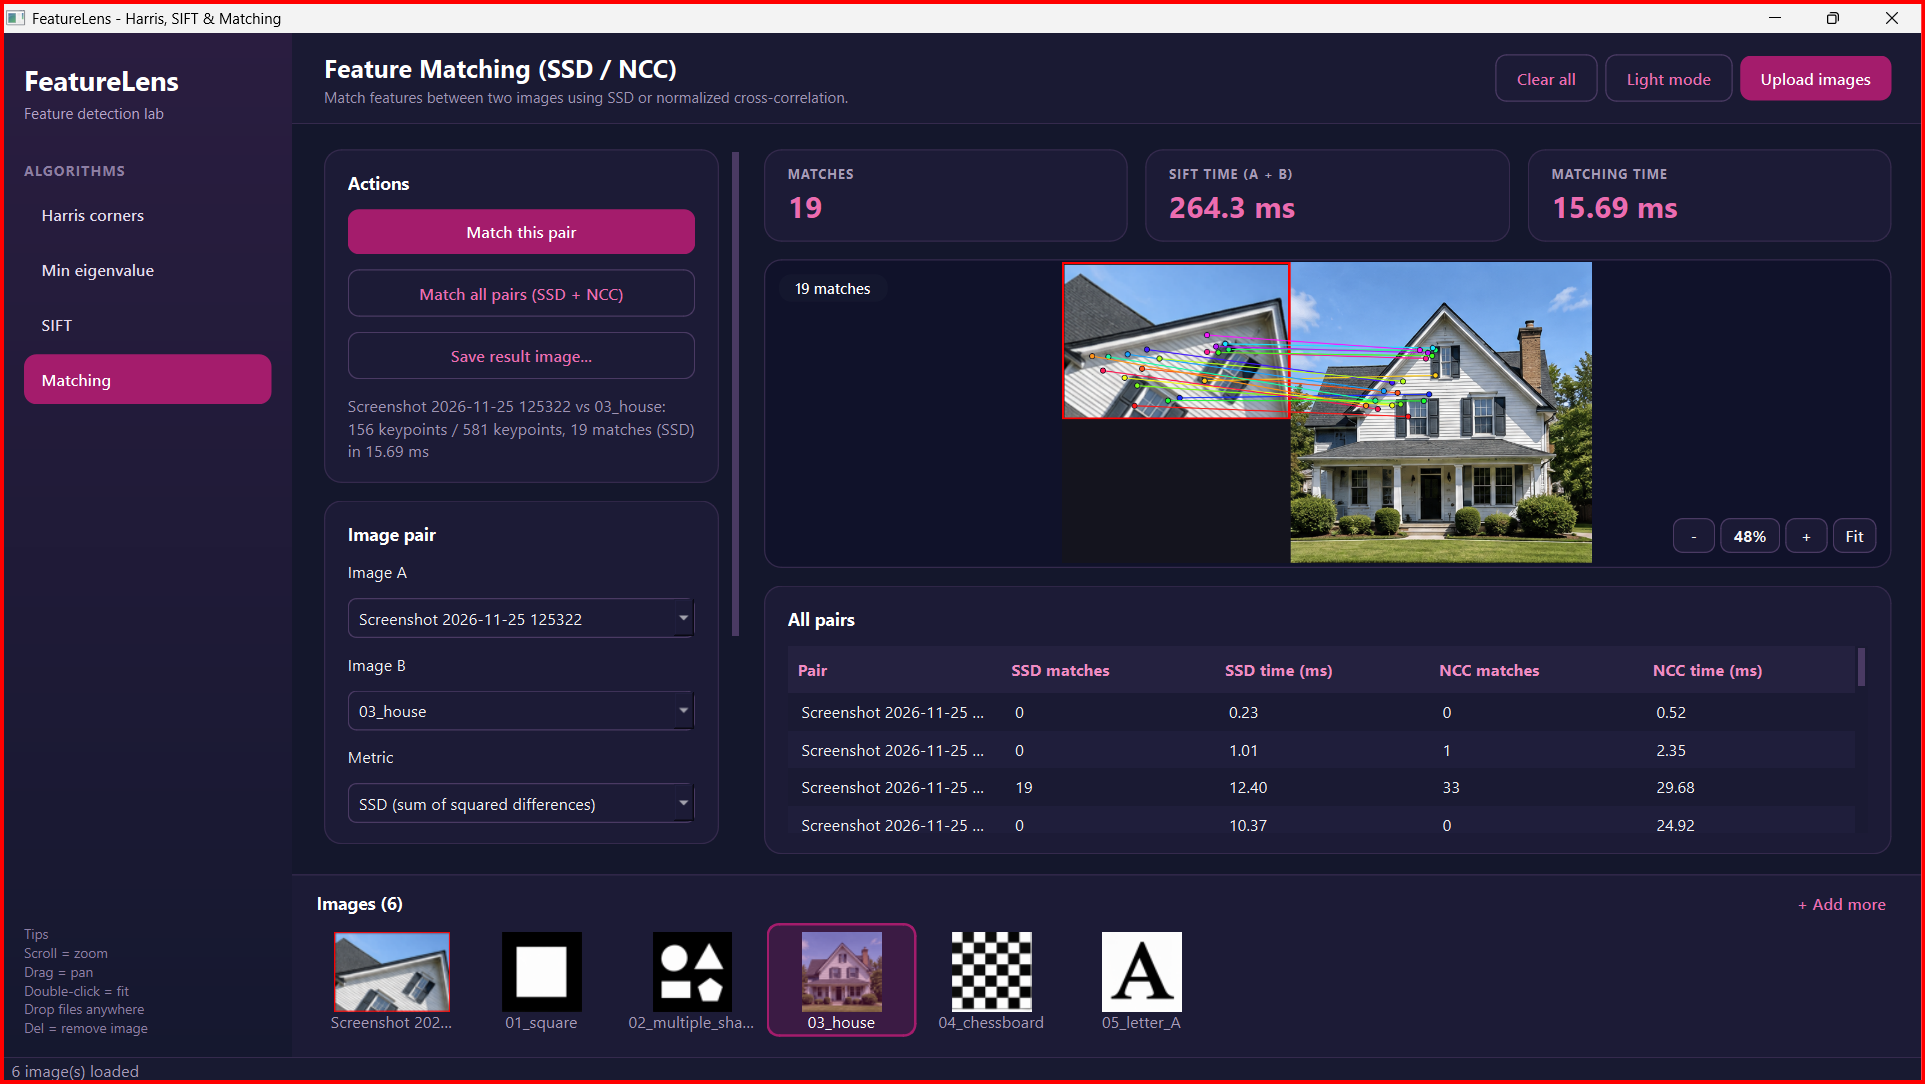 FeatureLens - Harris, SIFT & Matching
FeatureLens
Feature detection lab
ALGORITHMS
Harris corners
Min eigenvalue
SIFT
Matching
Tips
Scroll = zoom
Drag = pan
Double-click = fit
Drop files anywhere
Del = remove image
Feature Matching (SSD / NCC)
Match features between two images using SSD or normalized cross-correlation.
Clear all
Light mode
Upload images
Actions
Match this pair
Match all pairs (SSD + NCC)
Save result image...
Screenshot 2026-11-25 125322 vs 03_house:
156 keypoints / 581 keypoints, 19 matches (SSD)
in 15.69 ms
Image pair
Image A
Screenshot 2026-11-25 125322
Image B
03_house
Metric
SSD (sum of squared differences)
MATCHES
19
SIFT TIME (A + B)
264.3 ms
MATCHING TIME
15.69 ms
19 matches
- 48% + Fit
All pairs
Pair SSD matches SSD time (ms) NCC matches NCC time (ms)
Screenshot 2026-11-25 ... 0 0.23 0 0.52
Screenshot 2026-11-25 ... 0 1.01 1 2.35
Screenshot 2026-11-25 ... 19 12.40 33 29.68
Screenshot 2026-11-25 ... 0 10.37 0 24.92
Images (6)
+ Add more
Screenshot 202...
01_square
02_multiple_sha...
03_house
04_chessboard
A
05_letter_A
6 image(s) loaded